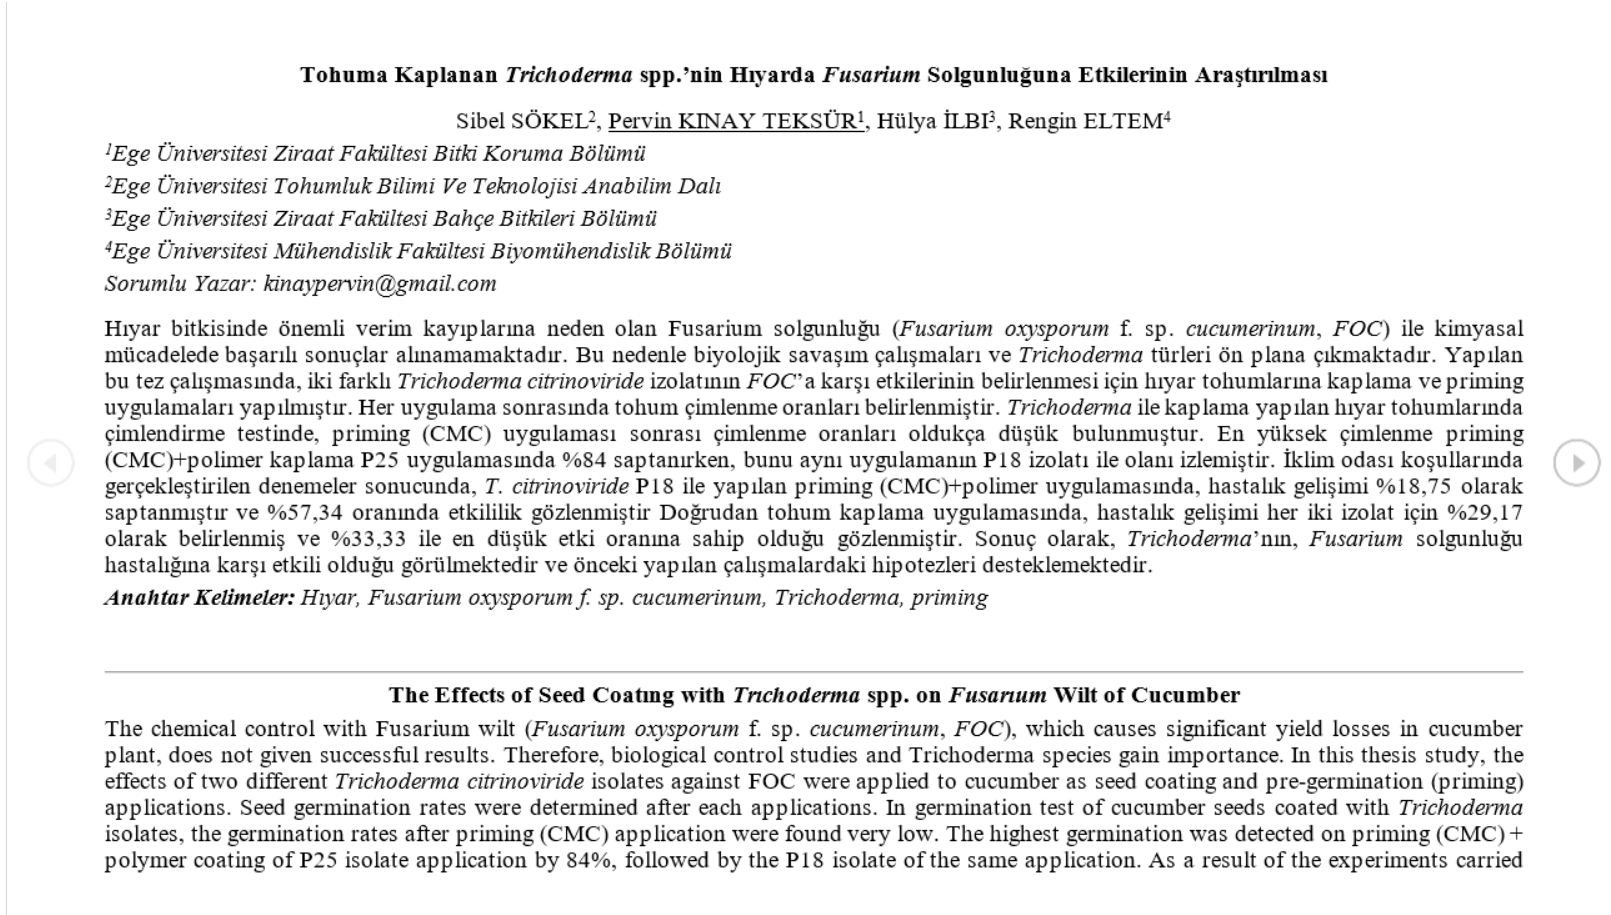 Tohuma Kaplanan Trichoderma spp.'nin Hıyarda Fusarium Solgunluğuna Etkilerinin Araştırılması
Sibel SÖKEL², Pervin KINAY TEKSÜR¹, Hülya İLBI³, Rengin ELTEM⁴
¹Ege Üniversitesi Ziraat Fakültesi Bitki Koruma Bölümü
²Ege Üniversitesi Tohumluk Bilimi Ve Teknolojisi Anabilim Dalı
³Ege Üniversitesi Ziraat Fakültesi Bahçe Bitkileri Bölümü
⁴Ege Üniversitesi Mühendislik Fakültesi Biyomühendislik Bölümü
Sorumlu Yazar: kinaypervin@gmail.com
Hıyar bitkisinde önemli verim kayıplarına neden olan Fusarium solgunluğu (Fusarium oxysporum f. sp. cucumerinum, FOC) ile kimyasal
mücadelede başarılı sonuçlar alınamamaktadır. Bu nedenle biyolojik savaşım çalışmaları ve Trichoderma türleri ön plana çıkmaktadır. Yapılan
bu tez çalışmasında, iki farklı Trichoderma citrinoviride izolatının FOC'a karşı etkilerinin belirlenmesi için hıyar tohumlarına kaplama ve priming
uygulamaları yapılmıştır. Her uygulama sonrasında tohum çimlenme oranları belirlenmiştir. Trichoderma ile kaplama yapılan hıyar tohumlarında
çimlendirme testinde, priming (CMC) uygulaması sonrası çimlenme oranları oldukça düşük bulunmuştur. En yüksek çimlenme priming
(CMC)+polimer kaplama P25 uygulamasında %84 saptanırken, bunu aynı uygulamanın P18 izolatı ile olanı izlemiştir. İklim odası koşullarında
gerçekleştirilen denemeler sonucunda, T. citrinoviride P18 ile yapılan priming (CMC)+polimer uygulamasında, hastalık gelişimi %18,75 olarak
saptanmıştır ve %57,34 oranında etkililik gözlenmiştir Doğrudan tohum kaplama uygulamasında, hastalık gelişimi her iki izolat için %29,17
olarak belirlenmiş ve %33,33 ile en düşük etki oranına sahip olduğu gözlenmiştir. Sonuç olarak, Trichoderma'nın, Fusarium solgunluğu
hastalığına karşı etkili olduğu görülmektedir ve önceki yapılan çalışmalardaki hipotezleri desteklemektedir.
Anahtar Kelimeler: Hıyar, Fusarium oxysporum f. sp. cucumerinum, Trichoderma, priming
The Effects of Seed Coatıng with Trıchoderma spp. on Fusarıum Wilt of Cucumber
The chemical control with Fusarium wilt (Fusarium oxysporum f. sp. cucumerinum, FOC), which causes significant yield losses in cucumber
plant, does not given successful results. Therefore, biological control studies and Trichoderma species gain importance. In this thesis study, the
effects of two different Trichoderma citrinoviride isolates against FOC were applied to cucumber as seed coating and pre-germination (priming)
applications. Seed germination rates were determined after each applications. In germination test of cucumber seeds coated with Trichoderma
isolates, the germination rates after priming (CMC) application were found very low. The highest germination was detected on priming (CMC) +
polymer coating of P25 isolate application by 84%, followed by the P18 isolate of the same application. As a result of the experiments carried